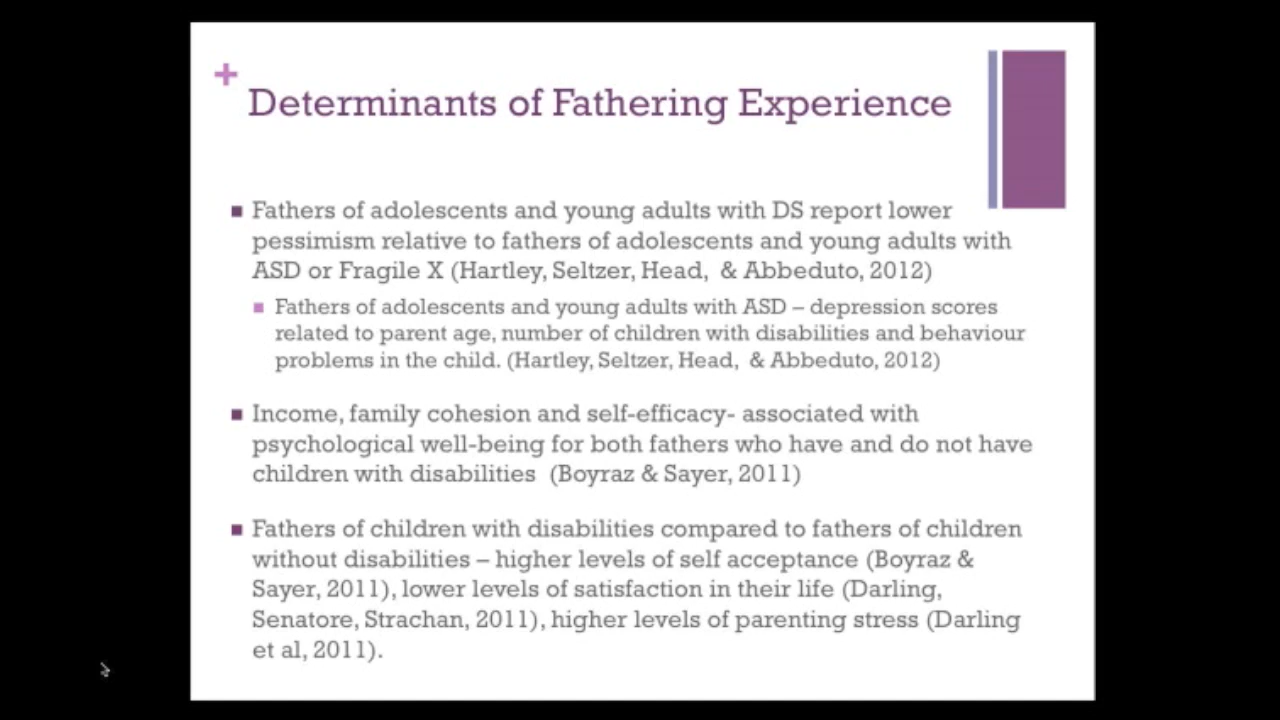 Determinants of Fathering Experience
Fathers of adolescents and young adults with DS report lower
pessimism relative to fathers of adolescents and young adults with
ASD or Fragile X (Hartley, Seltzer, Head, & Abbeduto, 2012)
Fathers of adolescents and young adults with ASD – depression scores
related to parent age, number of children with disabilities and behaviour
problems in the child. (Hartley, Seltzer, Head, & Abbeduto, 2012)
Income, family cohesion and self-efficacy- associated with
psychological well-being for both fathers who have and do not have
children with disabilities (Boyraz & Sayer, 2011)
Fathers of children with disabilities compared to fathers of children
without disabilities – higher levels of self acceptance (Boyraz &
Sayer, 2011), lower levels of satisfaction in their life (Darling,
Senatore, Strachan, 2011), higher levels of parenting stress (Darling
et al, 2011).